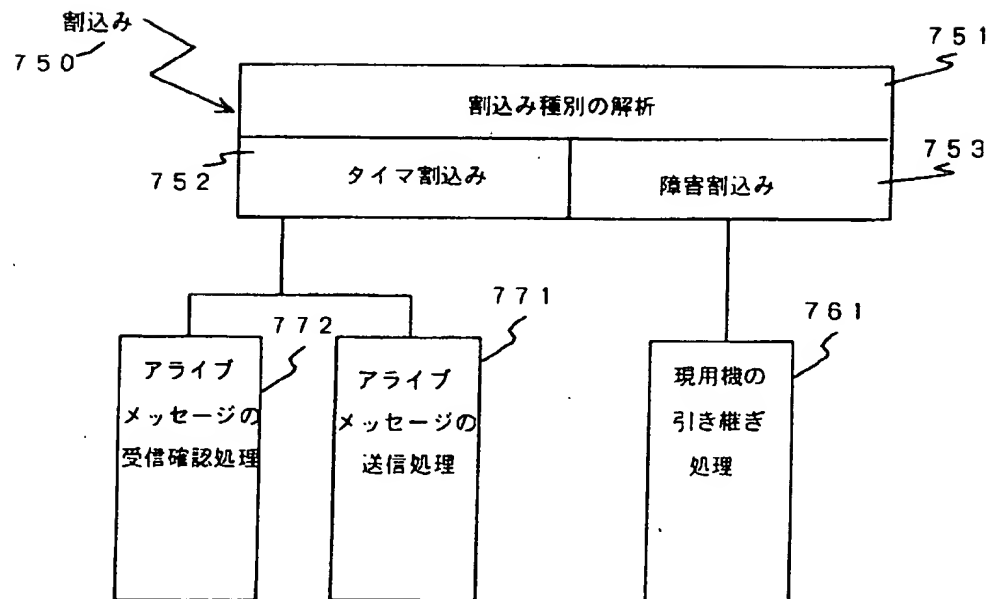 割込み
750
751
割込み種別の解析
752
タイマ割込み
障害割込み
753
772
アライブ
メッセージの
受信確認処理
771
アライブ
メッセージの
送信処理
761
現用機の
引き継ぎ
処理